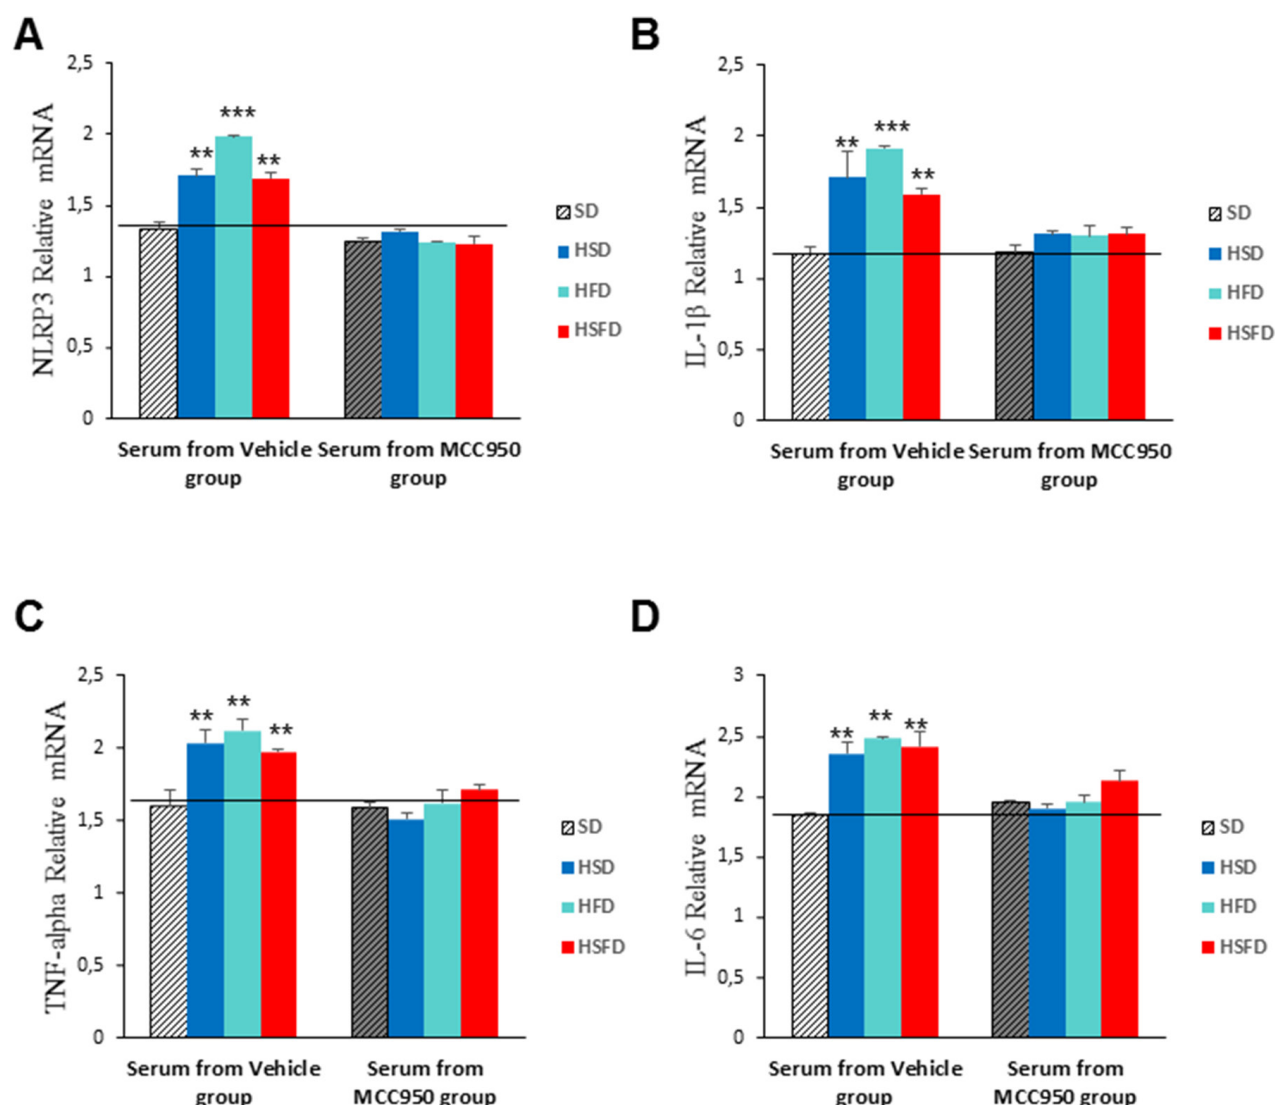 A
NLRP3 Relative mRNA
2,5
2
1,5
1
0,5
0
**
***
**
Serum from Vehicle
group
Serum from MCC950
group
SD
HSD
HFD
HSFD
B
IL-1β Relative mRNA
2,5
2
1,5
1
0,5
0
**
***
**
Serum from Vehicle
group
Serum from MCC950
group
SD
HSD
HFD
HSFD
C
TNF-alpha Relative mRNA
2,5
2
1,5
1
0,5
0
**
**
**
Serum from Vehicle
group
Serum from
MCC950 group
SD
HSD
HFD
HSFD
D
IL-6 Relative mRNA
3
2,5
2
1,5
1
0,5
0
**
**
**
Serum from Vehicle
group
Serum from
MCC950 group
SD
HSD
HFD
HSFD